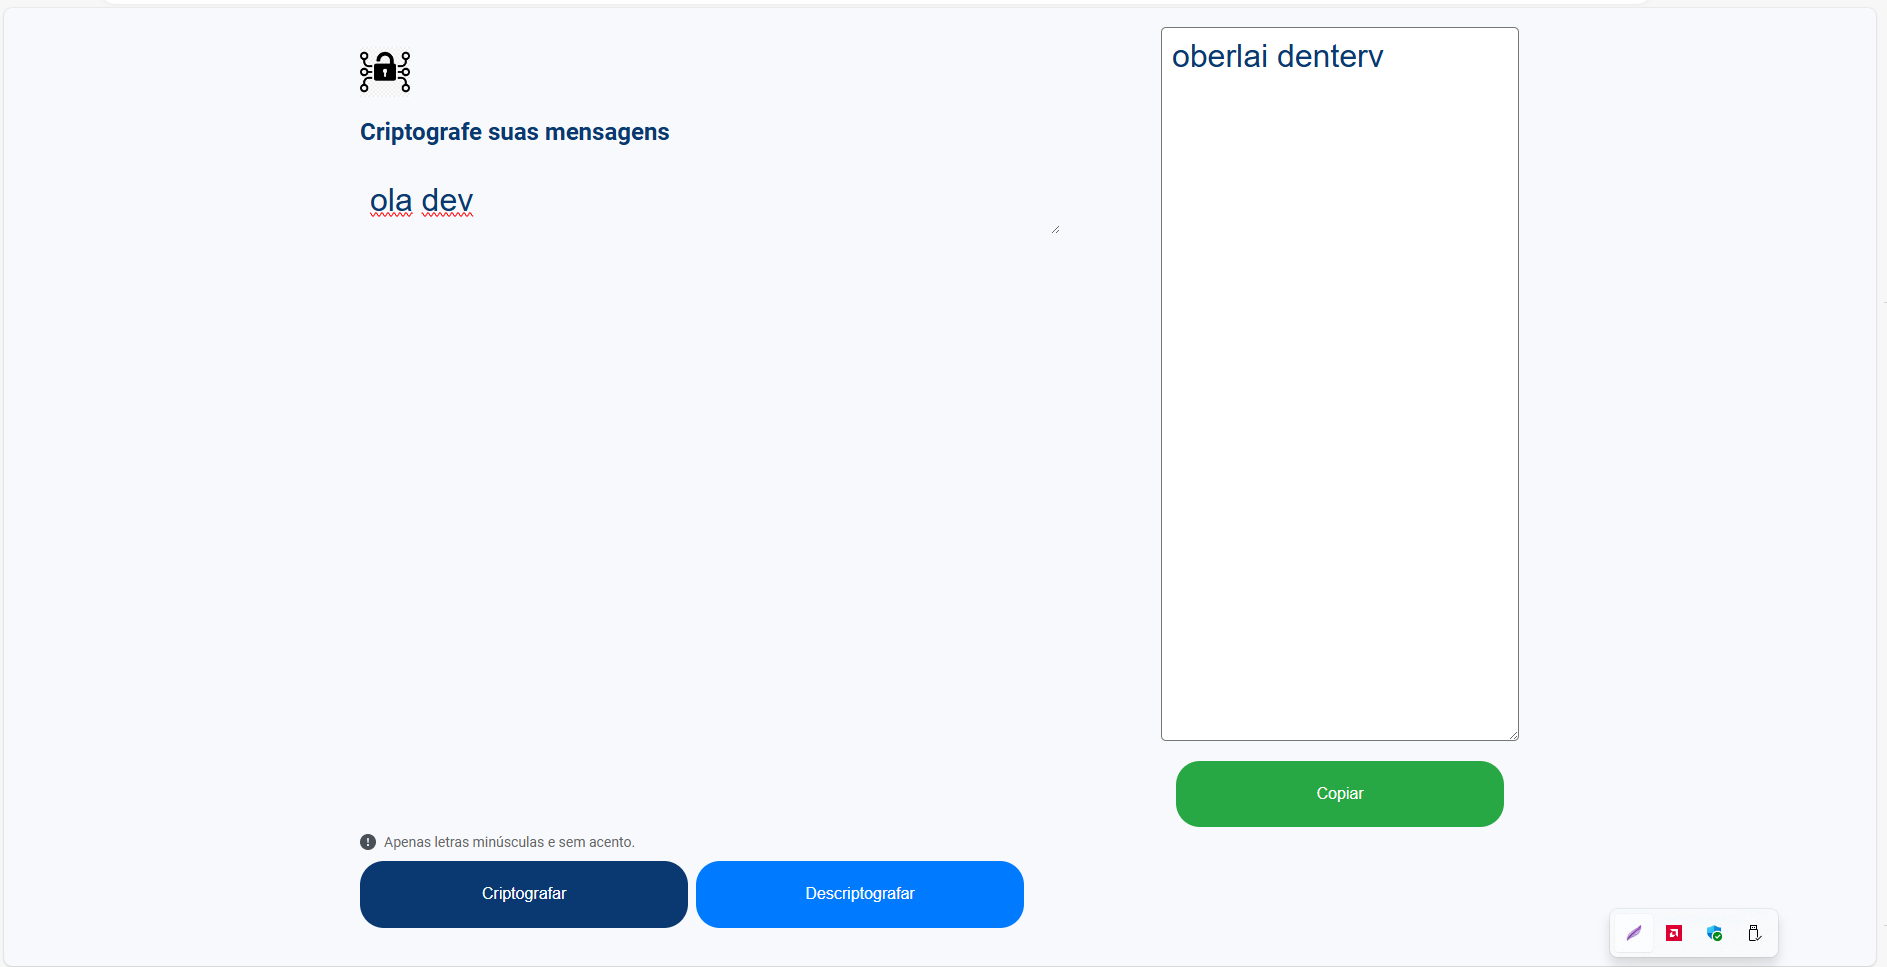 Criptografe suas mensagens
ola dev
oberlai denterv
Copiar
Apenas letras minúsculas e sem acento.
Criptografar
Descriptografar